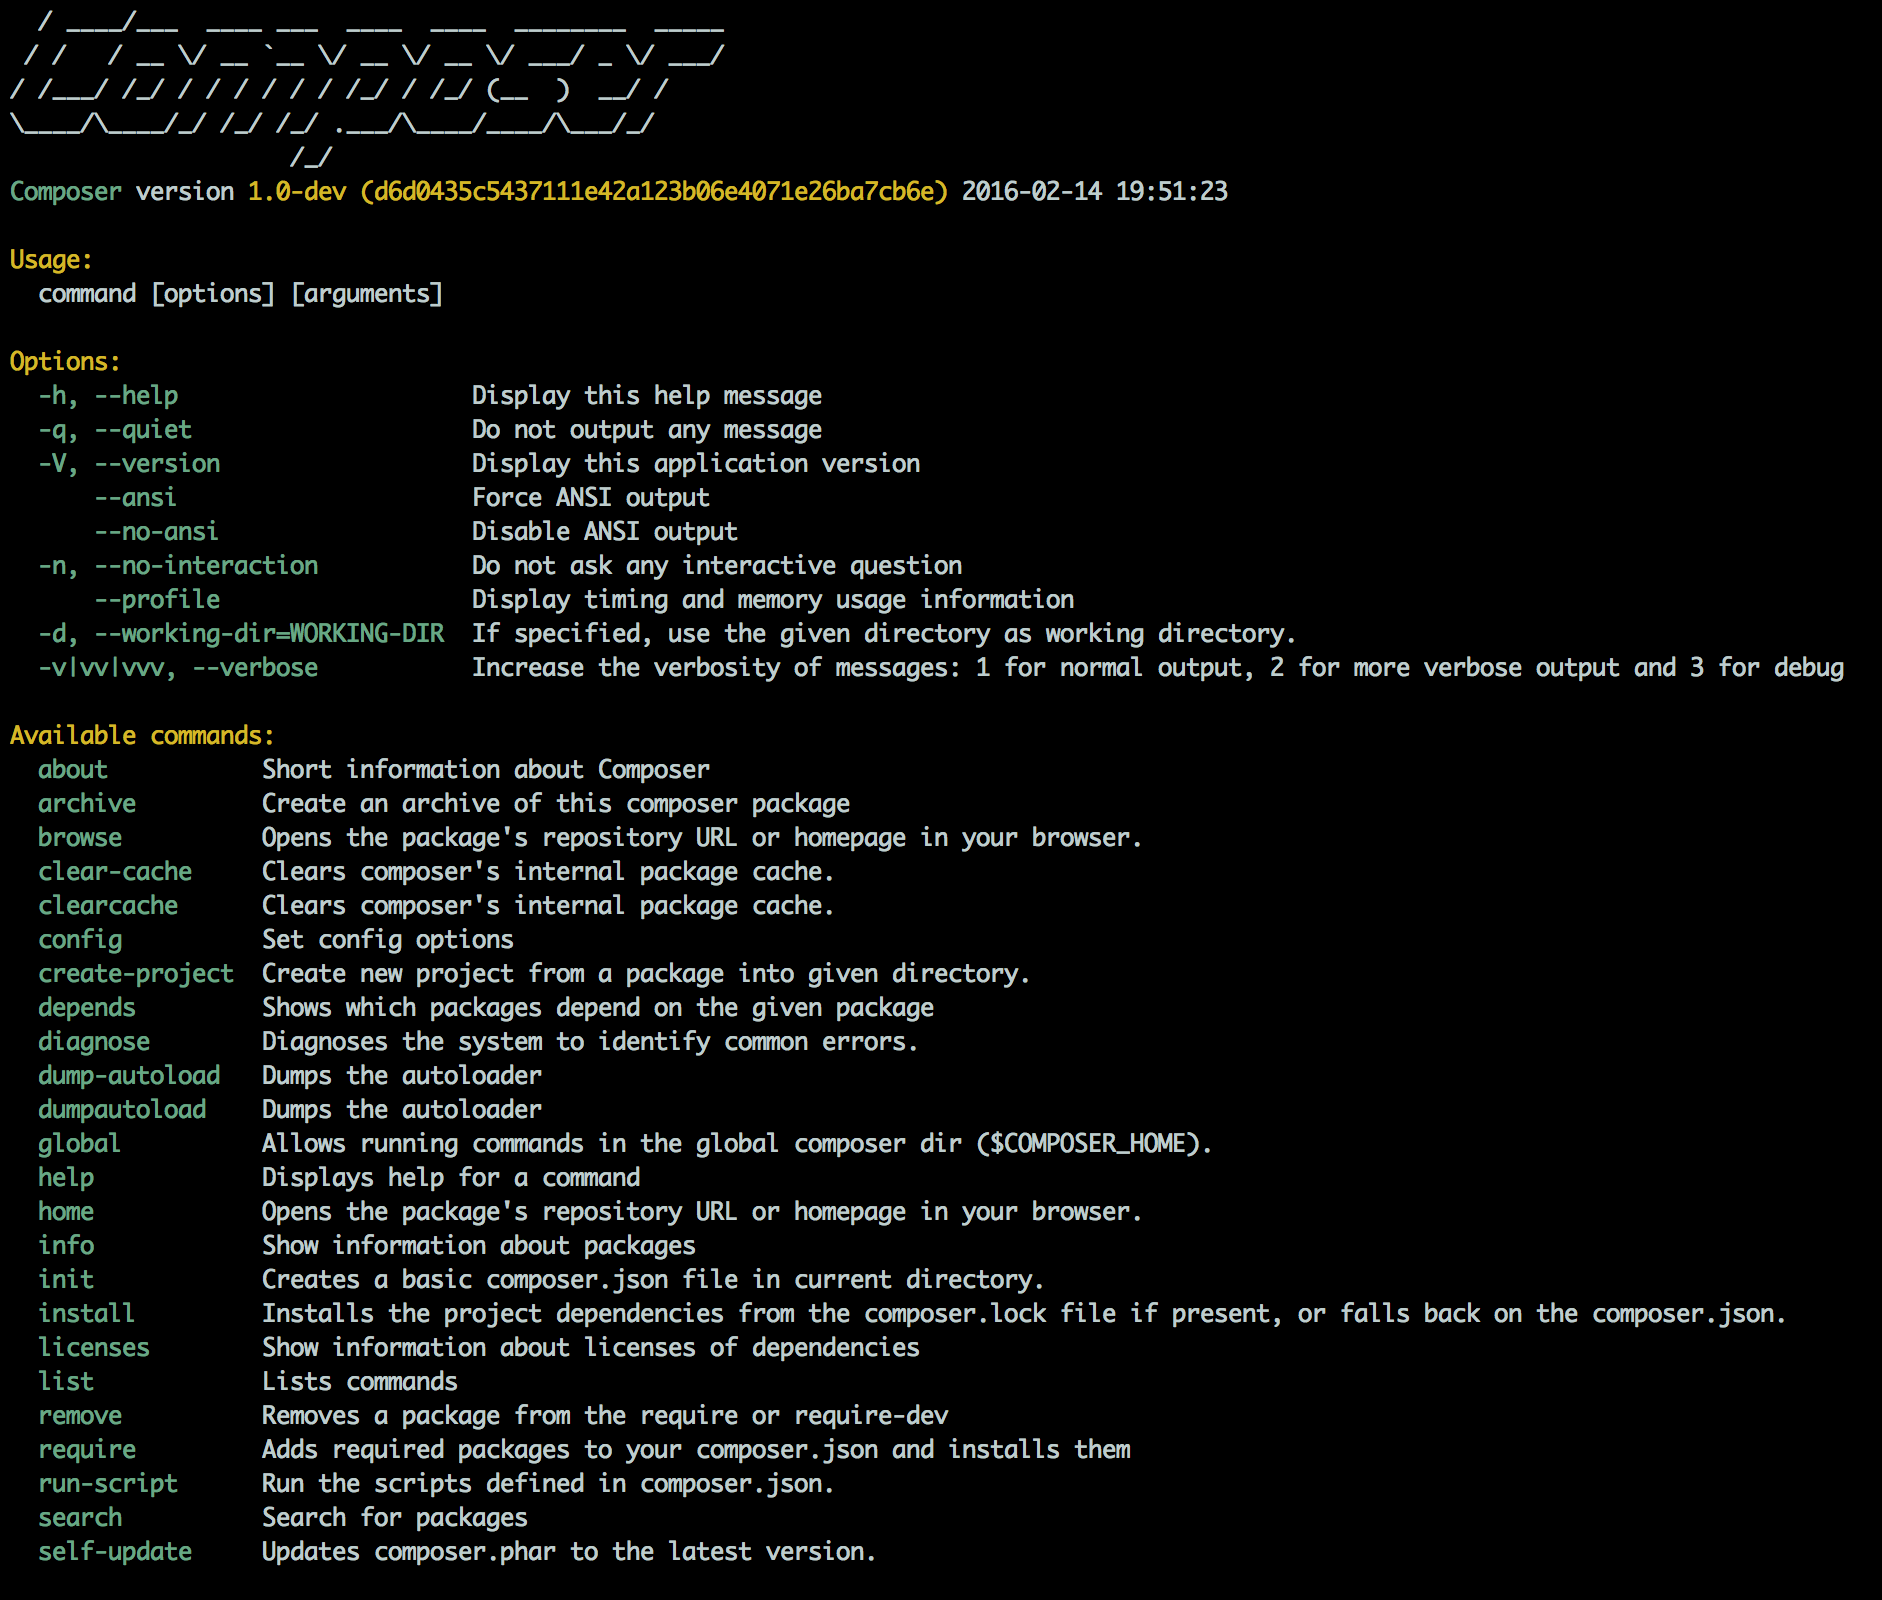 / ____/___  ____ ___  ____  ____  ________  _____
 / /   / __ \/ __ `__ \/ __ \/ __ \/ ___/ _ \/ ___/
/ /___/ /_/ / / / / / / /_/ / /_/ (__  )  __/ /
\____/\____/_/ /_/ /_/ .___/\____/____/\___/_/
                    /_/
Composer version 1.0-dev (d6d0435c5437111e42a123b06e4071e26ba7cb6e) 2016-02-14 19:51:23

Usage:
  command [options] [arguments]

Options:
  -h, --help                     Display this help message
  -q, --quiet                    Do not output any message
  -V, --version                  Display this application version
      --ansi                     Force ANSI output
      --no-ansi                  Disable ANSI output
  -n, --no-interaction           Do not ask any interactive question
      --profile                  Display timing and memory usage information
  -d, --working-dir=WORKING-DIR  If specified, use the given directory as working directory.
  -v|vv|vvv, --verbose           Increase the verbosity of messages: 1 for normal output, 2 for more verbose output and 3 for debug

Available commands:
  about           Short information about Composer
  archive         Create an archive of this composer package
  browse          Opens the package's repository URL or homepage in your browser.
  clear-cache     Clears composer's internal package cache.
  clearcache      Clears composer's internal package cache.
  config          Set config options
  create-project  Create new project from a package into given directory.
  depends         Shows which packages depend on the given package
  diagnose        Diagnoses the system to identify common errors.
  dump-autoload   Dumps the autoloader
  dumpautoload    Dumps the autoloader
  global          Allows running commands in the global composer dir ($COMPOSER_HOME).
  help            Displays help for a command
  home            Opens the package's repository URL or homepage in your browser.
  info            Show information about packages
  init            Creates a basic composer.json file in current directory.
  install         Installs the project dependencies from the composer.lock file if present, or falls back on the composer.json.
  licenses        Show information about licenses of dependencies
  list            Lists commands
  remove          Removes a package from the require or require-dev
  require         Adds required packages to your composer.json and installs them
  run-script      Run the scripts defined in composer.json.
  search          Search for packages
  self-update     Updates composer.phar to the latest version.